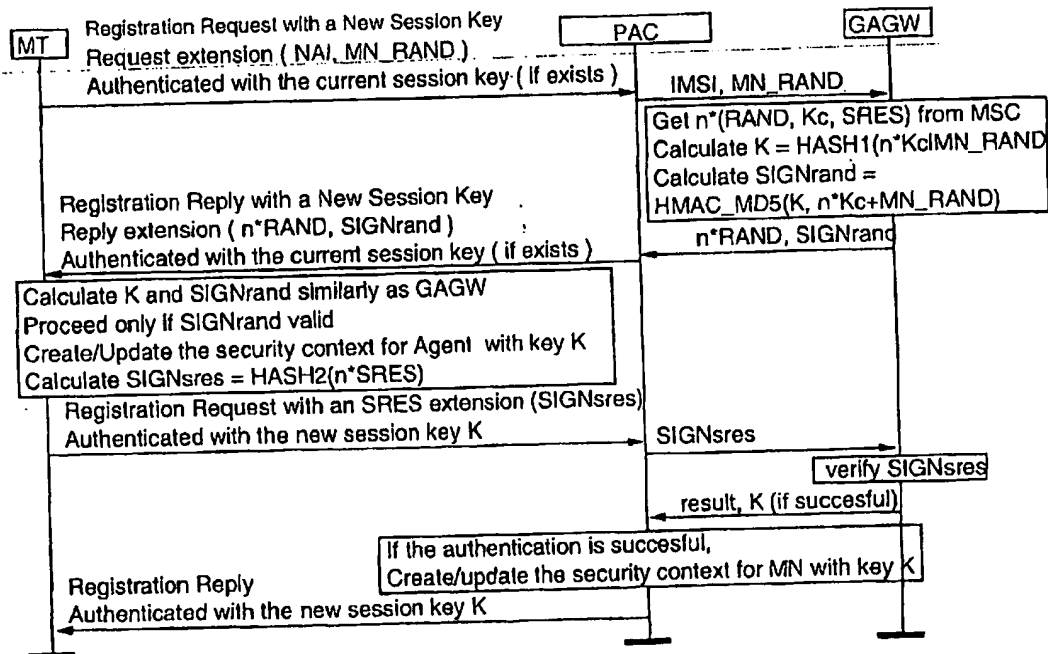 MT
PAC
GAGW
Registration Request with a New Session Key
Request extension ( NAI, MN_RAND )
Authenticated with the current session key ( if exists )
IMSI, MN_RAND
Get n*(RAND, Kc, SRES) from MSC
Calculate K = HASH1(n*Kc|MN_RAND
Calculate SIGNrand =
HMAC_MD5(K, n*Kc+MN_RAND)
n*RAND, SIGNrand
Registration Reply with a New Session Key
Reply extension ( n*RAND, SIGNrand )
Authenticated with the current session key ( if exists )
Calculate K and SIGNrand similarly as GAGW
Proceed only if SIGNrand valid
Create/Update the security context for Agent with key K
Calculate SIGNsres = HASH2(n*SRES)
Registration Request with an SRES extension (SIGNsres)
Authenticated with the new session key K
SIGNsres
verify SIGNsres
result, K (if succesful)
If the authentication is succesful,
Create/update the security context for MN with key K
Registration Reply
Authenticated with the new session key K